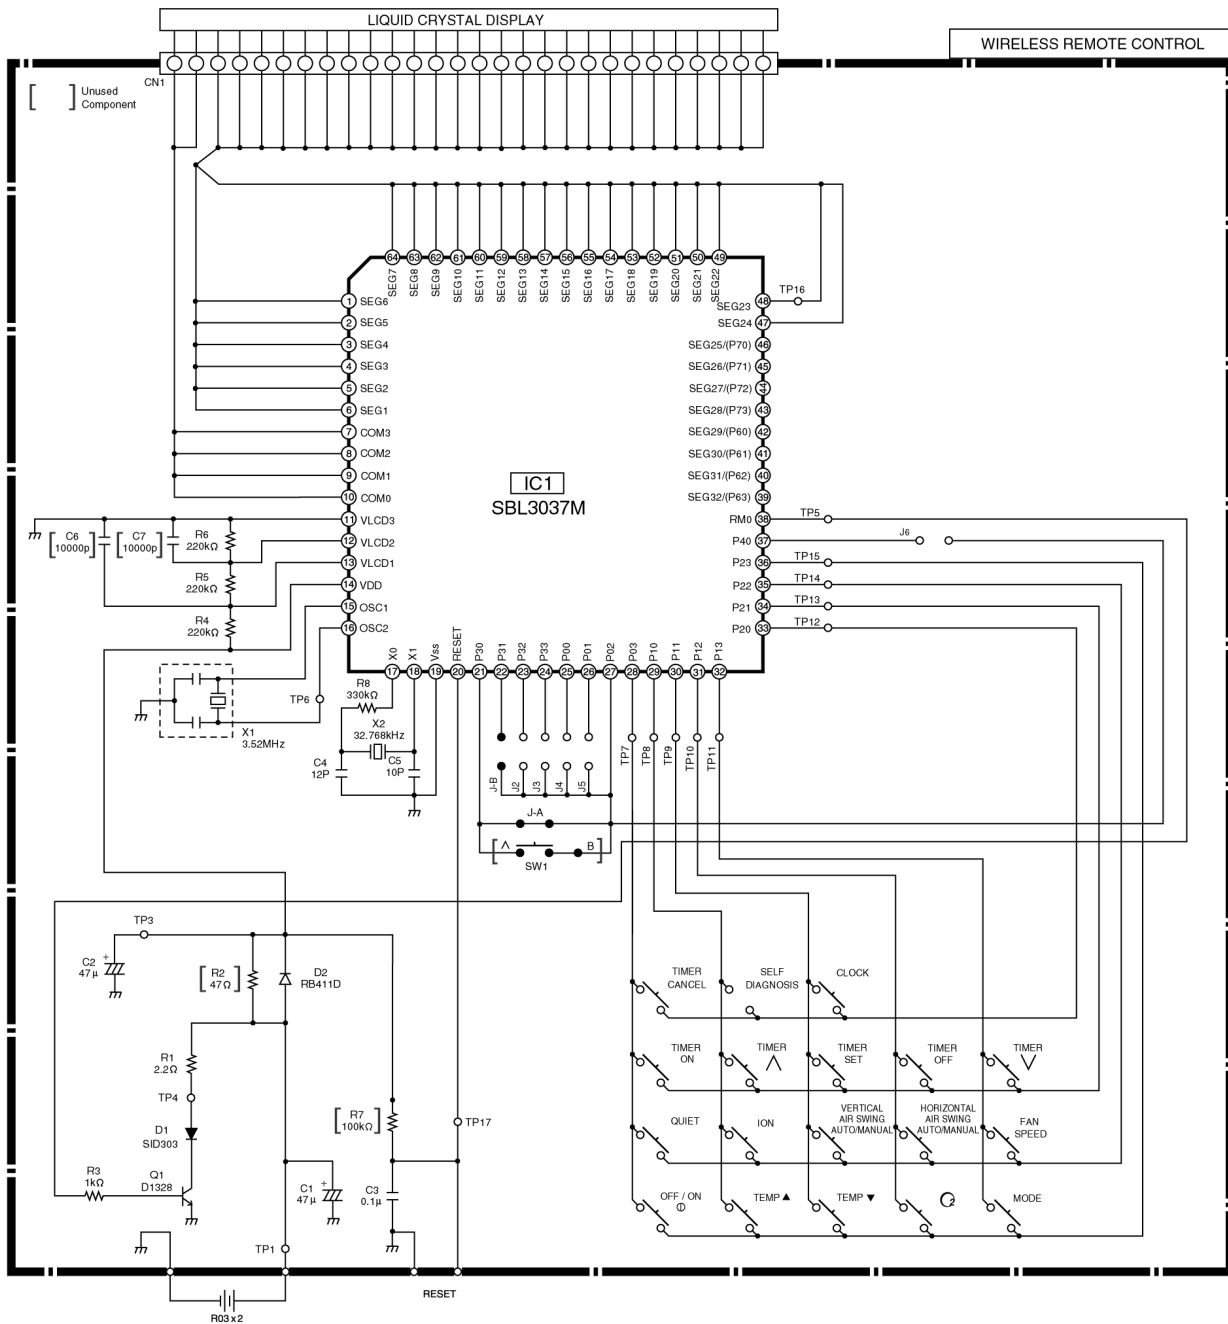 LIQUID CRYSTAL DISPLAY
WIRELESS REMOTE CONTROL
CN1
Unused
Component
64 63 62 61 60 59 58 57 56 55 54 53 52 51 50 49
SEG7 SEG8 SEG9 SEG10 SEG11 SEG12 SEG13 SEG14 SEG15 SEG16 SEG17 SEG18 SEG19 SEG20 SEG21 SEG22
TP16
1 SEG6
SEG23 48
2 SEG5
SEG24 47
3 SEG4
SEG25/(P70) 46
4 SEG3
SEG26/(P71) 45
5 SEG2
SEG27/(P72) 44
6 SEG1
SEG28/(P73) 43
7 COM3
SEG29/(P60) 42
8 COM2
SEG30/(P61) 41
9 COM1
SEG31/(P62) 40
10 COM0
SEG32/(P63) 39
IC1
SBL3037M
11 VLCD3
RM0 38
TP5
12 VLCD2
P40 37
J6
13 VLCD1
P23 36
TP15
14 VDD
P22 35
TP14
15 OSC1
P21 34
TP13
16 OSC2
P20 33
TP12
C6
10000p
C7
10000p
R6
220kΩ
R5
220kΩ
R4
220kΩ
X0 X1 Vss RESET P30 P31 P32 P33 P00 P01 P02 P03 P10 P11 P12 P13
17 18 19 20 21 22 23 24 25 26 27 28 29 30 31 32
X1
3.52MHz
TP6
R8
330kΩ
X2
32.768kHz
C4
12P
C5
10P
J-B J2 J3 J4 J5
TP7 TP8 TP9 TP10 TP11
J-A
A B
SW1
TP3
C2
47μ
R2
47Ω
D2
RB411D
R1
2.2Ω
TP4
D1
SID303
R3
1kΩ
Q1
D1328
C1
47μ
R7
100kΩ
C3
0.1μ
TP17
TP1
R03x2
RESET
TIMER
CANCEL
SELF
DIAGNOSIS
CLOCK
TIMER
ON
TIMER
TIMER
SET
TIMER
OFF
TIMER
QUIET
ION
VERTICAL
AIR SWING
AUTO/MANUAL
HORIZONTAL
AIR SWING
AUTO/MANUAL
FAN
SPEED
OFF / ON
TEMP ▲
TEMP ▼
O2
MODE